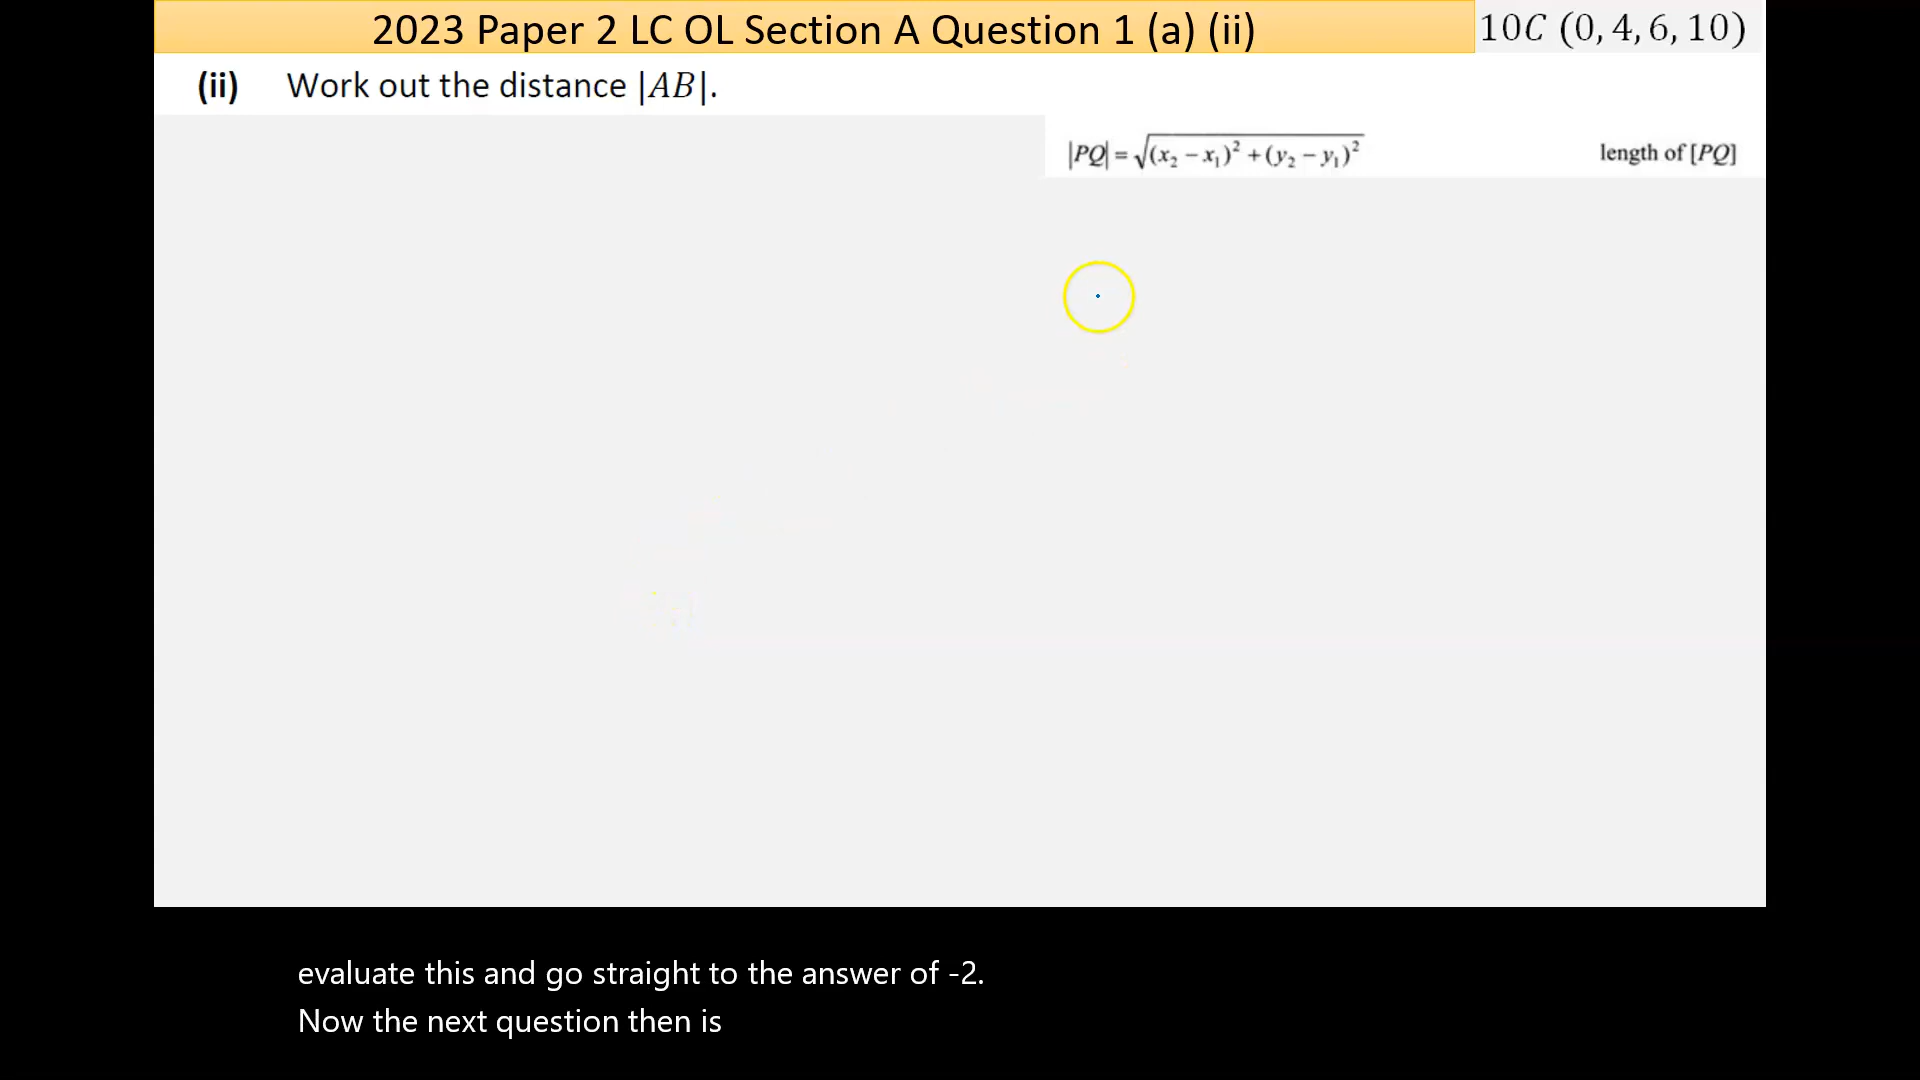 2023 Paper 2 LC OL Section A Question 1 (a) (ii)
10C (0, 4, 6, 10)
(ii) Work out the distance |AB|.
|PQ| = √(x₂ − x₁)² + (y₂ − y₁)² length of [PQ]
evaluate this and go straight to the answer of -2.
Now the next question then is